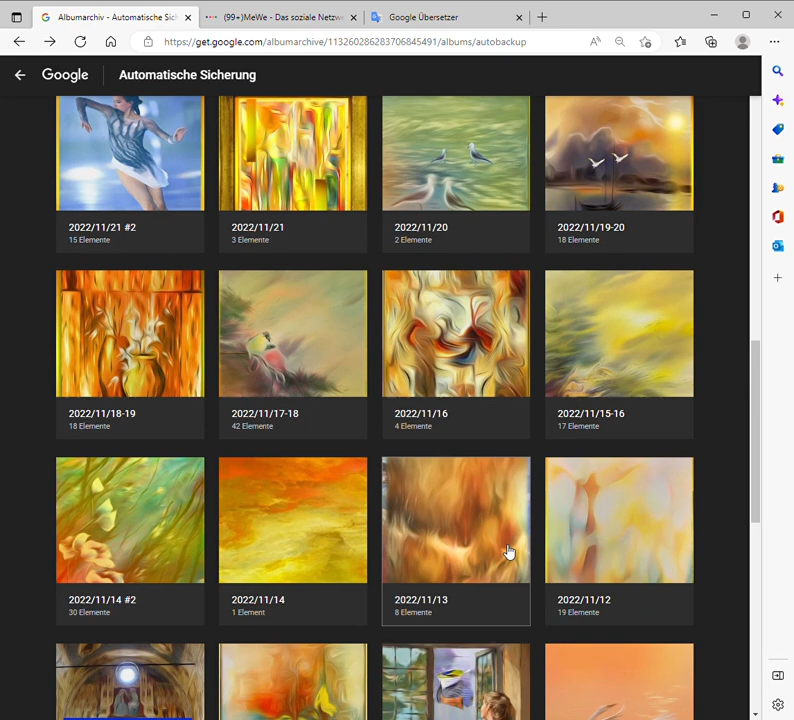 Albumarchiv - Automatische Sich
(99+)MeWe - Das soziale Netzwe
Google Übersetzer
https://get.google.com/albumarchive/113260286283706845491/albums/autobackup
Google
Automatische Sicherung
2022/11/21 #2
15 Elemente
2022/11/21
3 Elemente
2022/11/20
2 Elemente
2022/11/19-20
18 Elemente
2022/11/18-19
18 Elemente
2022/11/17-18
42 Elemente
2022/11/16
4 Elemente
2022/11/15-16
17 Elemente
2022/11/14 #2
30 Elemente
2022/11/14
1 Element
2022/11/13
8 Elemente
2022/11/12
19 Elemente